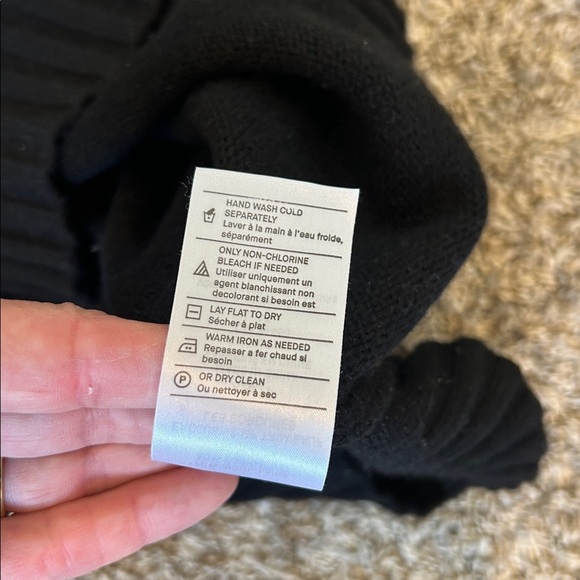 HAND WASH COLD
SEPARATELY
Laver à la main à l'eau froide,
séparément
ONLY NON-CHLORINE
BLEACH IF NEEDED
Utiliser uniquement un
agent blanchissant non
decolorant si besoin est
LAY FLAT TO DRY
Sécher à plat
WARM IRON AS NEEDED
Repasser a fer chaud si
besoin
P
OR DRY CLEAN
Ou nettoyer à sec